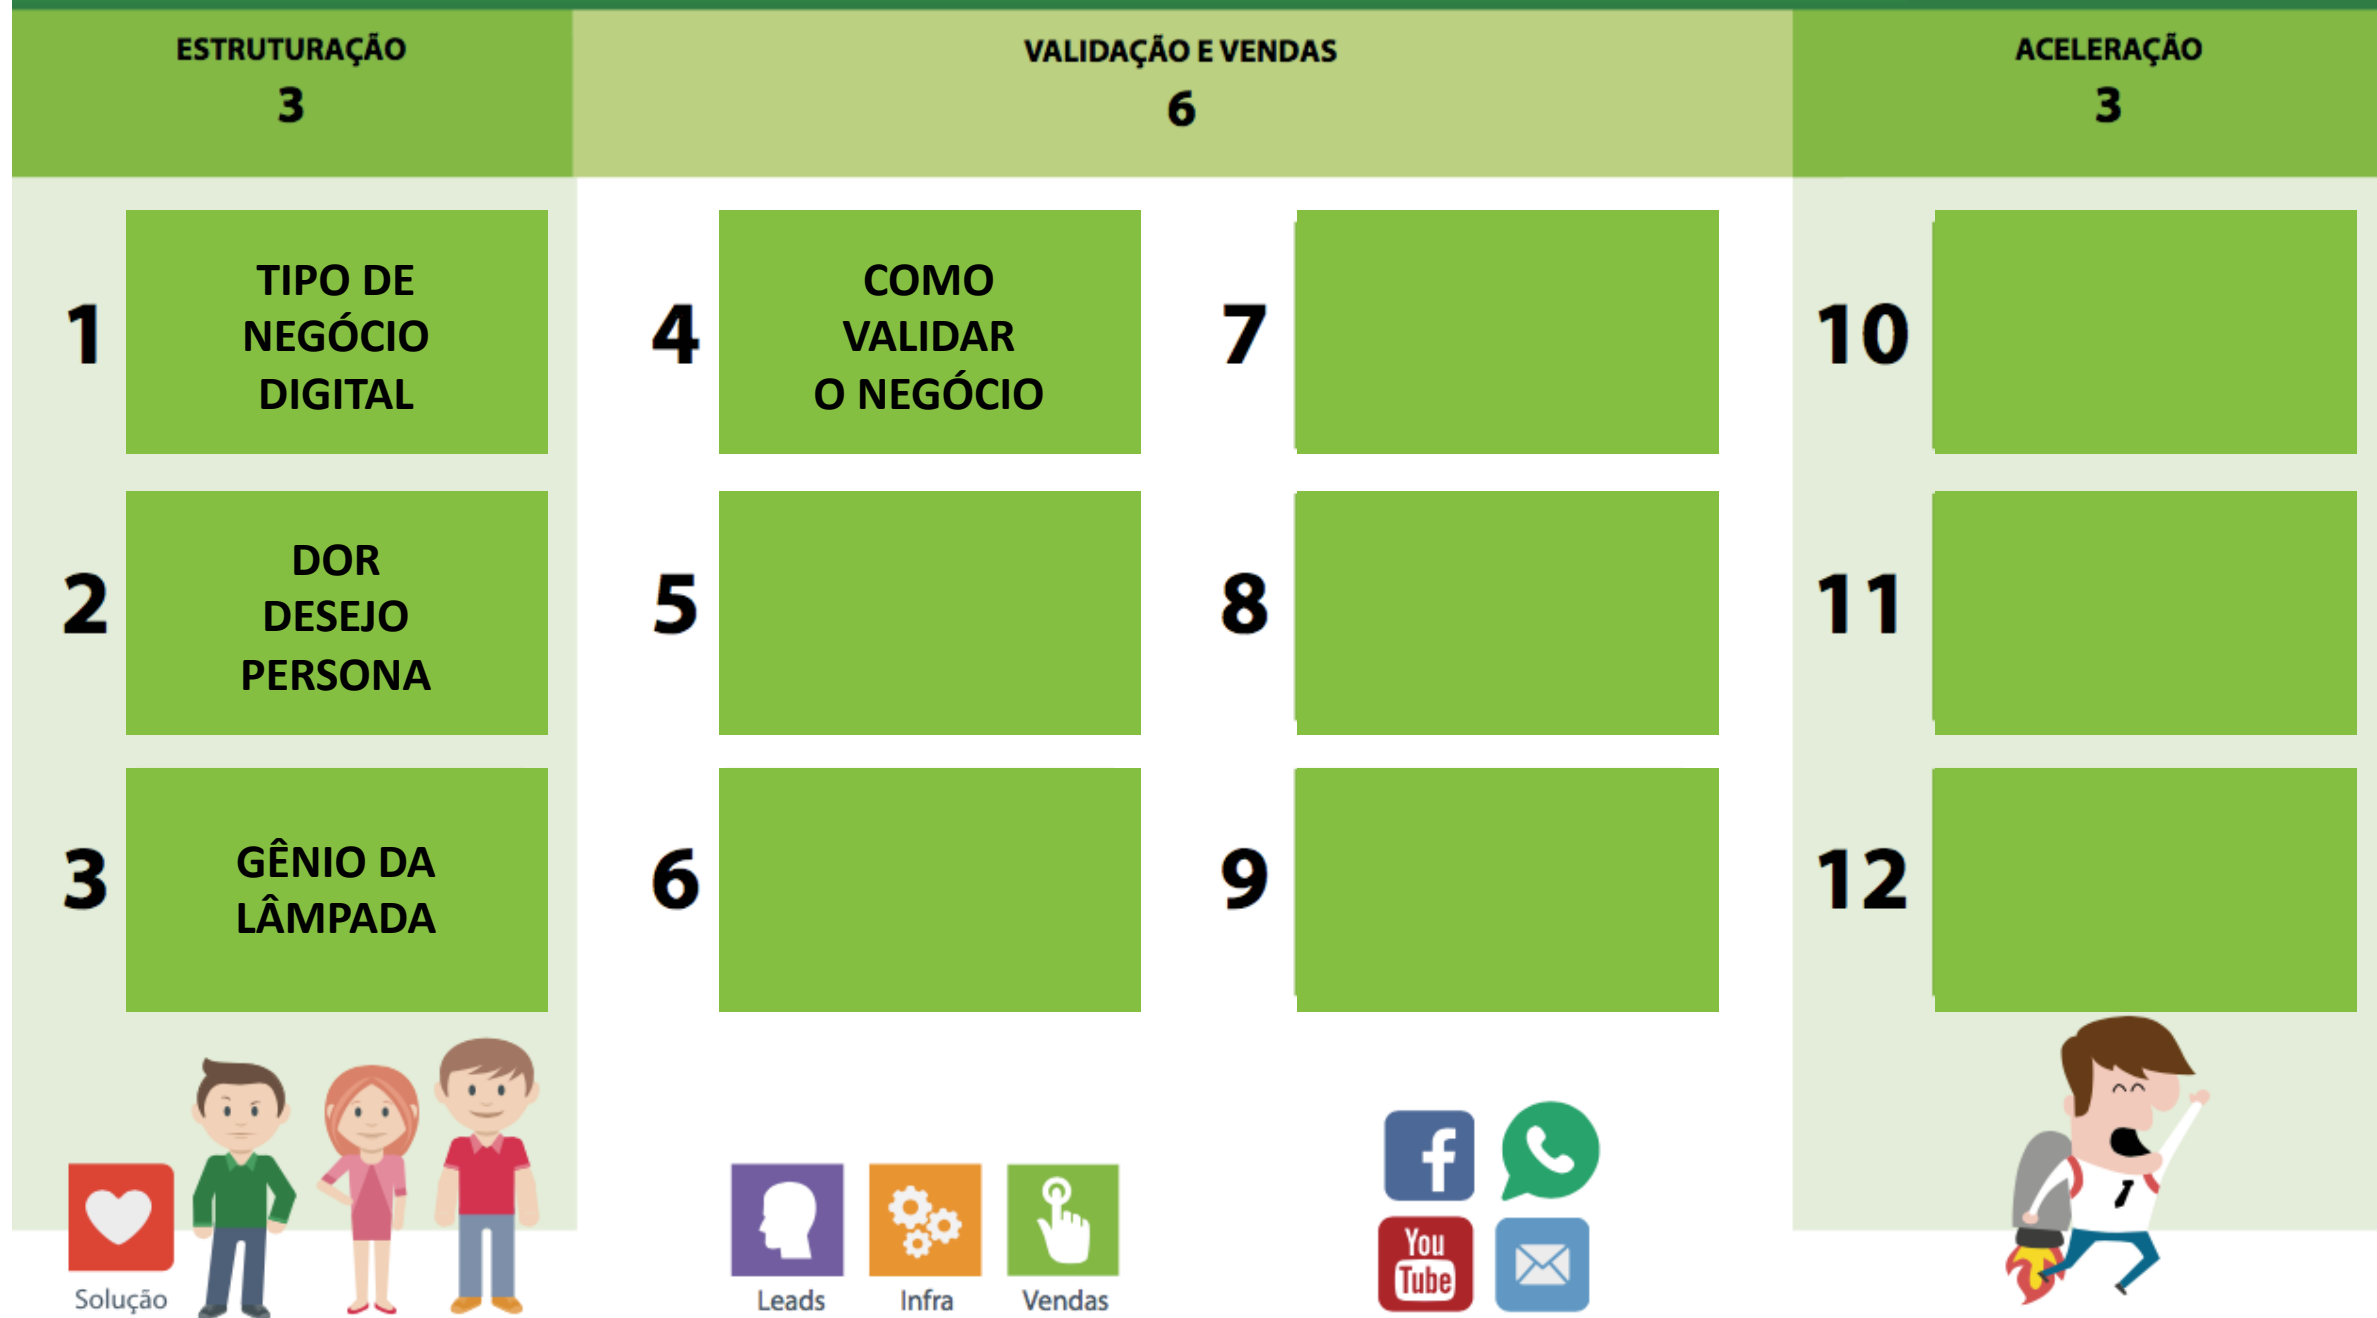 ESTRUTURAÇÃO
3
VALIDAÇÃO E VENDAS
6
ACELERAÇÃO
3
1
TIPO DE
NEGÓCIO
DIGITAL
2
DOR
DESEJO
PERSONA
3
GÊNIO DA
LÂMPADA
4
COMO
VALIDAR
O NEGÓCIO
5
6
7
8
9
10
11
12
Solução
Leads
Infra
Vendas
f
You
Tube